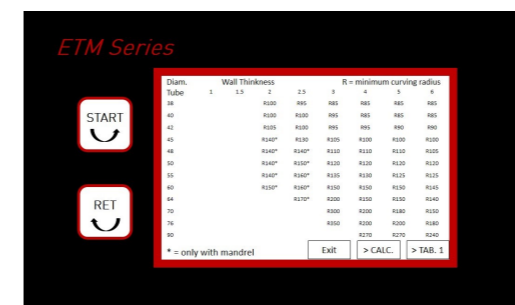 ETM Series
START
RET
Diam. Wall Thinkness R = minimum curving radius
Tube 1 1.5 2 2.5 3 4 5 6
38 R100 R95 R85 R85 R85 R85
40 R100 R100 R95 R85 R85 R85
42 R105 R100 R95 R95 R90 R90
45 R140* R130 R105 R100 R100 R100
48 R140* R140* R110 R110 R110 R105
50 R140* R150* R120 R120 R120 R120
55 R140* R160* R135 R130 R125 R125
60 R150* R160* R150 R150 R150 R145
64 R170* R200 R150 R150 R140
70 R300 R200 R180 R150
76 R350 R200 R200 R180
90 R270 R270 R240
* = only with mandrel Exit > CALC. > TAB. 1